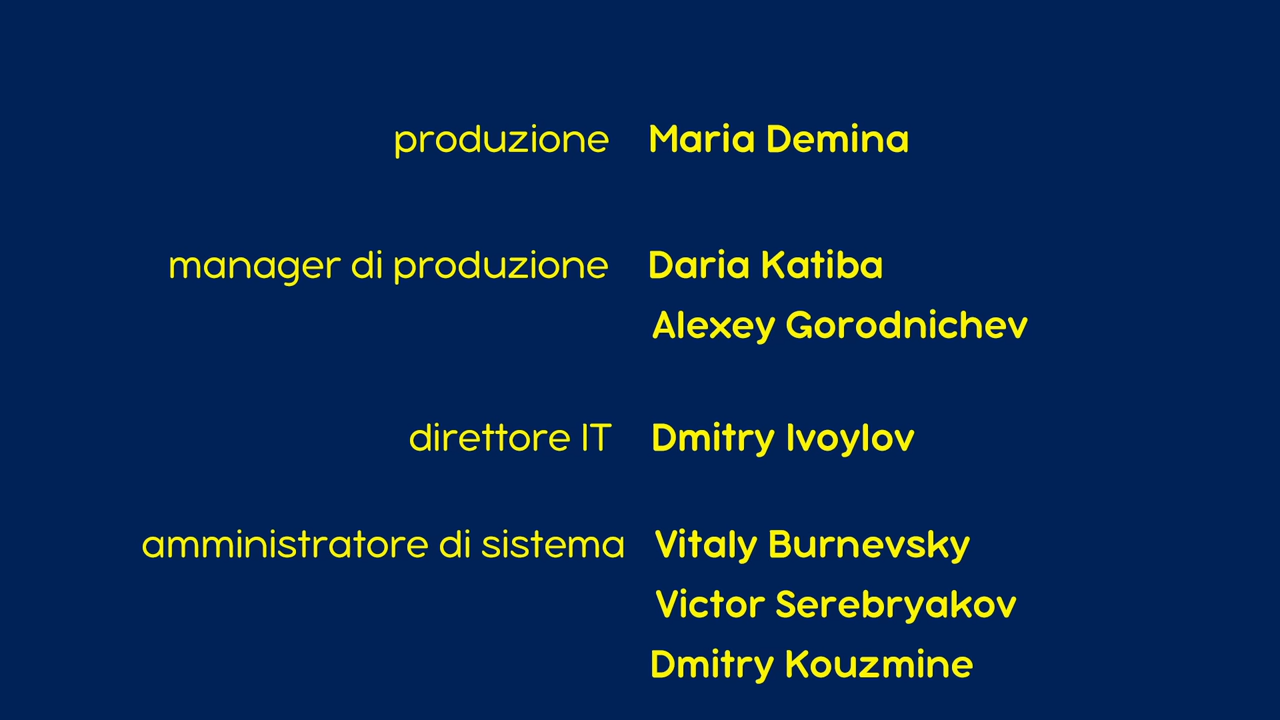 produzione Maria Demina
manager di produzione Daria Katiba
Alexey Gorodnichev
direttore IT Dmitry Ivoylov
amministratore di sistema Vitaly Burnevsky
Victor Serebryakov
Dmitry Kouzmine